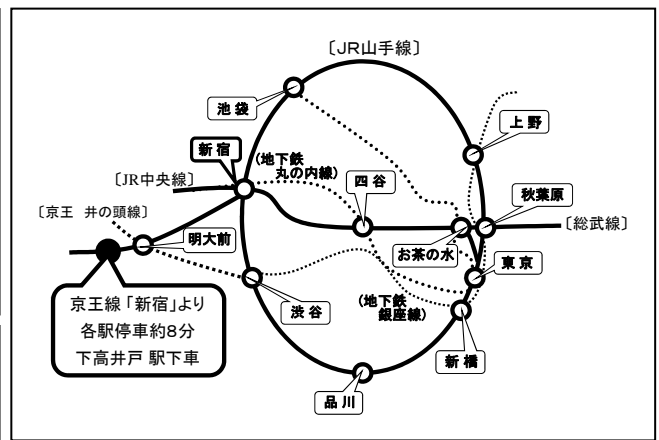 〔JR山手線〕
池袋
上野
新宿
(地下鉄
丸の内線)
四谷
秋葉原
〔JR中央線〕
〔京王 井の頭線〕
〔総武線〕
明大前
お茶の水
東京
京王線「新宿」より
各駅停車約8分
下高井戸 駅下車
渋谷
(地下鉄
銀座線)
新橋
品川